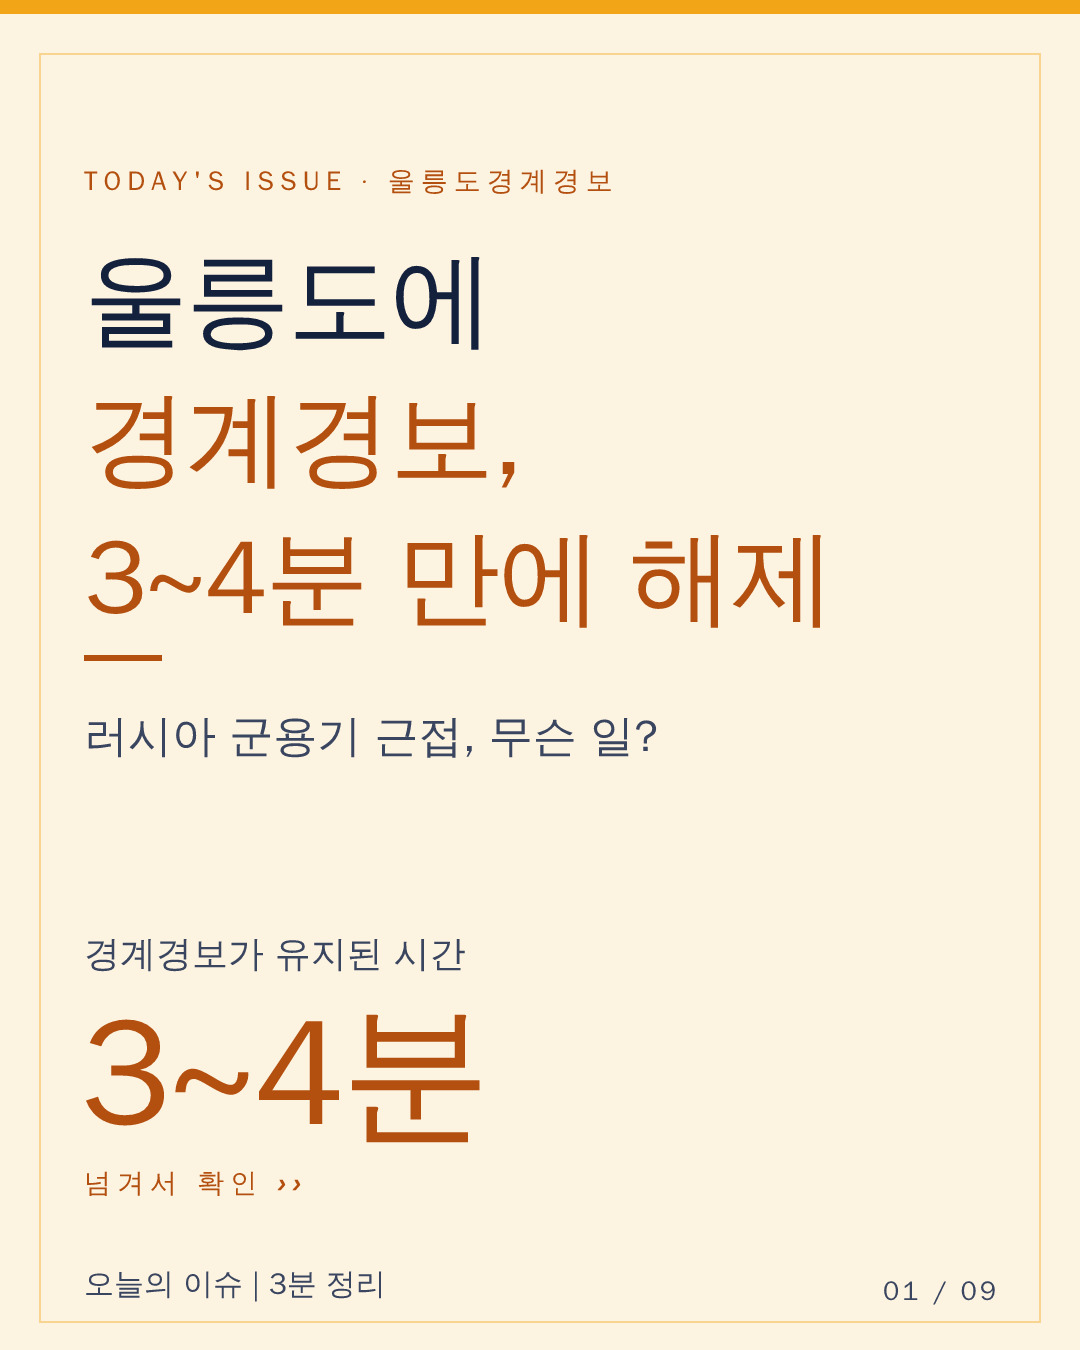 TODAY'S ISSUE · 울릉도경계경보
울릉도에
경계경보,
3~4분 만에 해제
러시아 군용기 근접, 무슨 일?
경계경보가 유지된 시간
3~4분
넘겨서 확인 ››
오늘의 이슈 | 3분 정리
01 / 09